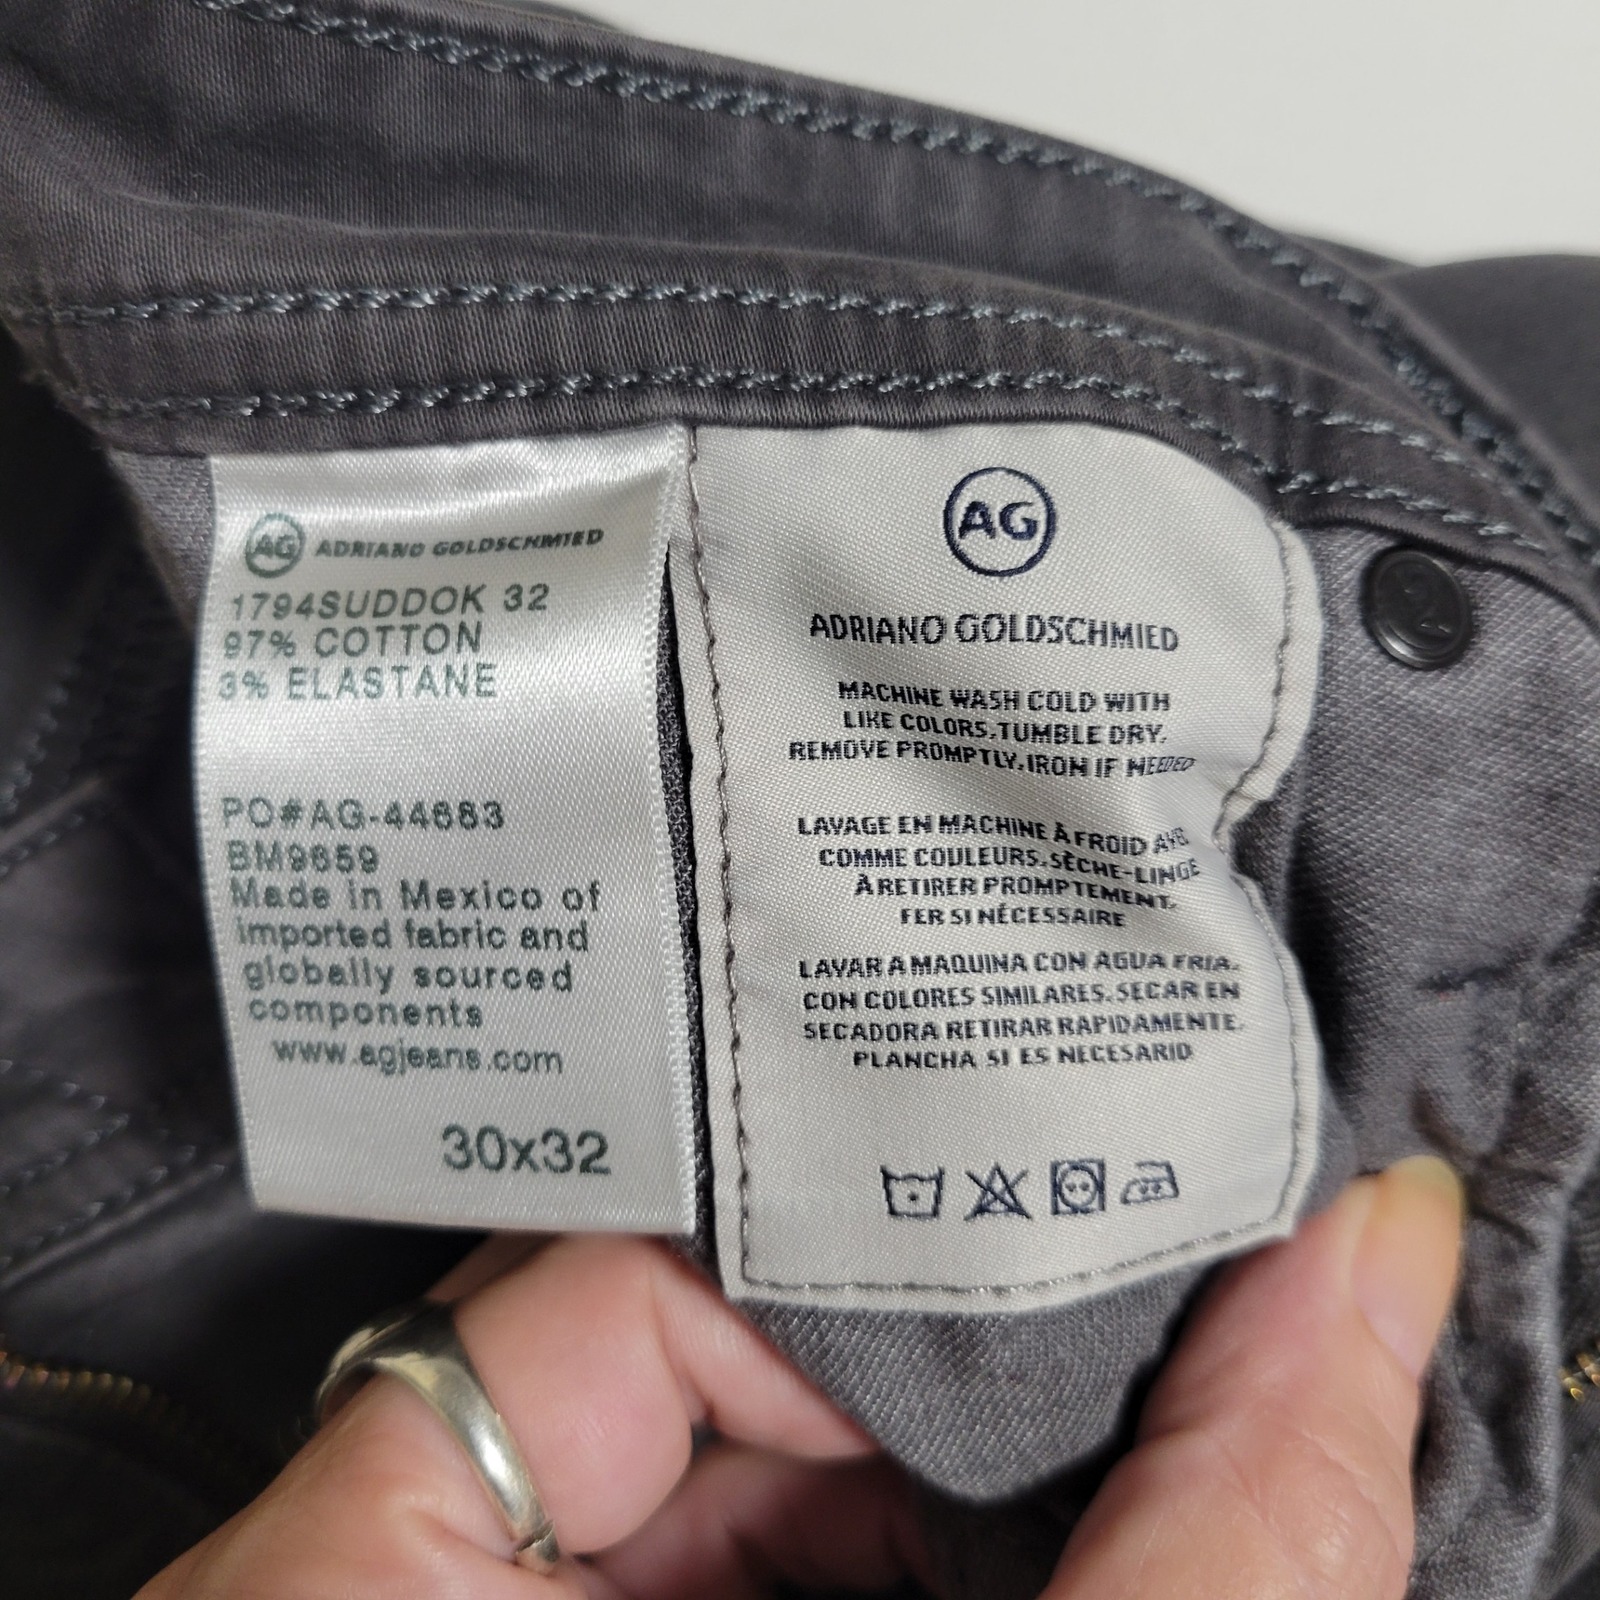 AG ADRIANO GOLDSCHMIED
1794SUDDOK 32
97% COTTON
3% ELASTANE
PO#AG-44683
BM9659
Made in Mexico of
imported fabric and
globally sourced
components
www.agjeans.com
30x32
AG
ADRIANO GOLDSCHMIED
MACHINE WASH COLD WITH
LIKE COLORS,TUMBLE DRY.
REMOVE PROMPTLY,IRON IF NEEDED
LAVAGE EN MACHINE À FROID
COMME COULEURS.SÈCHE-LINGE
À RETIRER PROMPTEMENT.
FER SI NÉCESSAIRE
LAVAR A MAQUINA CON AGUA FRIA.
CON COLORES SIMILARES.SECAR EN
SECADORA RETIRAR RAPIDAMENTE.
PLANCHA SI ES NECESARIO